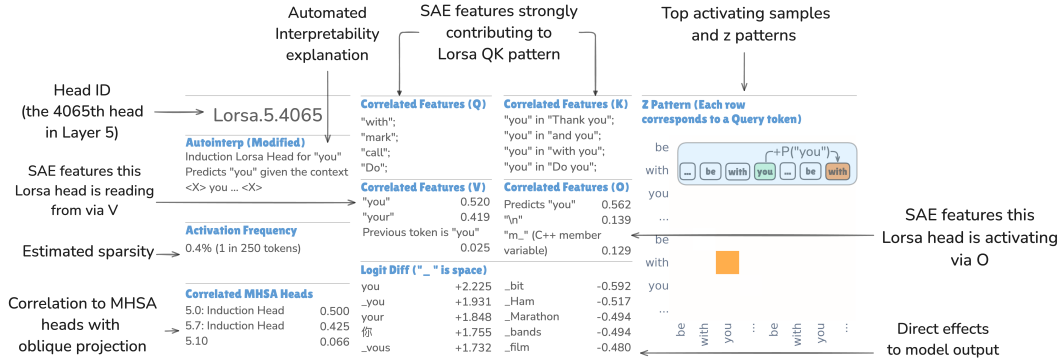 Automated
Interpretability
explanation
SAE features strongly
contributing to
Lorsa QK pattern
Top activating samples
and z patterns
Head ID
(the 4065th head
in Layer 5)
SAE features this
Lorsa head is reading
from via V
Estimated sparsity
Correlation to MHSA
heads with
oblique projection
Lorsa.5.4065
Autointerp (Modified)
Induction Lorsa Head for "you"
Predicts "you" given the context
<X> you ... <X>
Activation Frequency
0.4% (1 in 250 tokens)
Correlated MHSA Heads
5.0: Induction Head 0.500
5.7: Induction Head 0.425
5.10 0.066
Correlated Features (Q)
"with";
"mark";
"call";
"Do";
Correlated Features (K)
"you" in "Thank you";
"you" in "and you";
"you" in "with you";
"you" in "Do you";
Correlated Features (V)
"you" 0.520
"your" 0.419
Previous token is "you"
0.025
Correlated Features (O)
Predicts "you" 0.562
"\n" 0.139
"m_" (C++ member
variable) 0.129
Logit Diff ("_ " is space)
you +2.225
_you +1.931
your +1.848
你 +1.755
_vous +1.732
_bit -0.592
_Ham -0.517
_Marathon -0.494
_bands -0.494
_film -0.480
Z Pattern (Each row
corresponds to a Query token)
be
with
you
...
be
with
you
...
+P("you")
... be with you ... be with
be with you ... be with you ...
SAE features this
Lorsa head is activating
via O
Direct effects
to model output